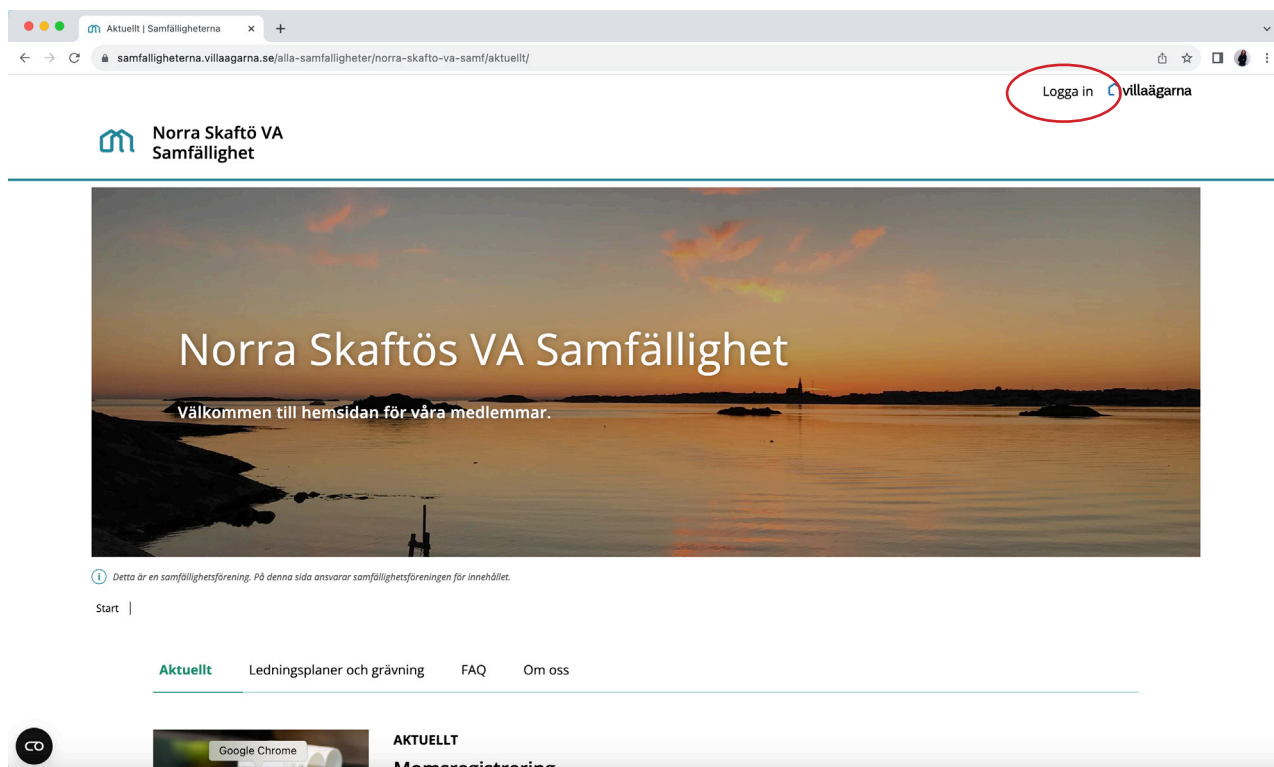 Aktuellt | Samfälligheterna
samfalligheterna.villaagarna.se/alla-samfalligheter/norra-skafto-va-samf/aktuellt/
Logga in villaägarna
Norra Skaftö VA
Samfällighet
Norra Skaftös VA Samfällighet
Välkommen till hemsidan för våra medlemmar.
Detta är en samfällighetsförening. På denna sida ansvarar samfällighetsföreningen för innehållet.
Start |
Aktuellt Ledningsplaner och grävning FAQ Om oss
Google Chrome
AKTUELLT
Momsregistrering